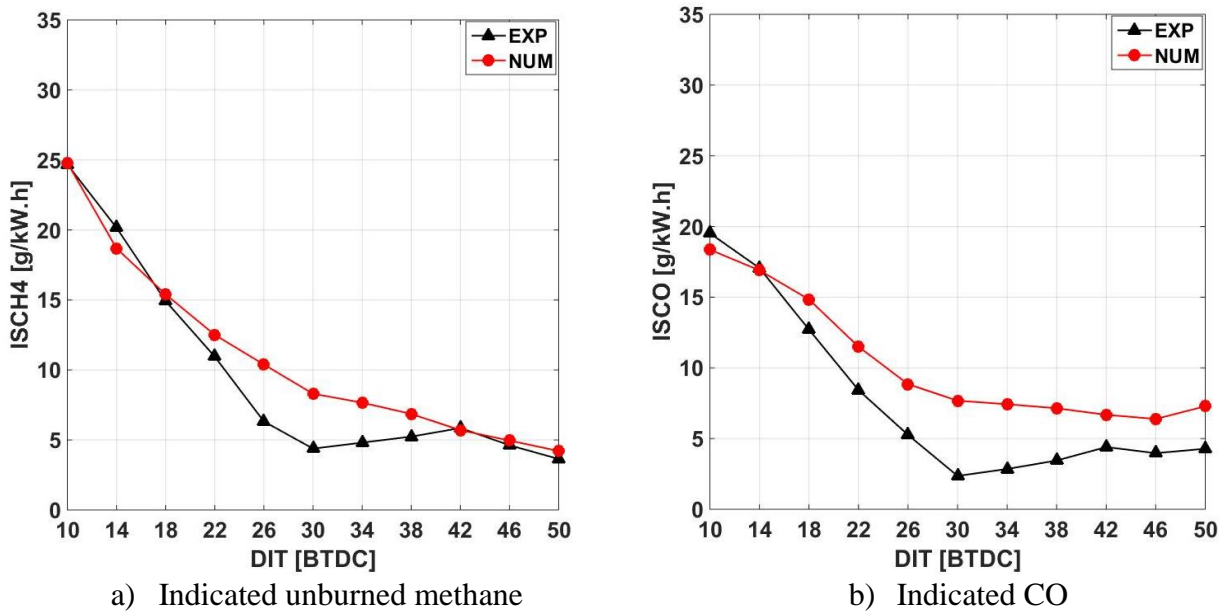 35
30
25
20
15
10
5
0
ISCH4 [g/kW.h]
EXP
NUM
10 14 18 22 26 30 34 38 42 46 50
DIT [BTDC]
a) Indicated unburned methane
35
30
25
20
15
10
5
0
ISCO [g/kW.h]
EXP
NUM
10 14 18 22 26 30 34 38 42 46 50
DIT [BTDC]
b) Indicated CO